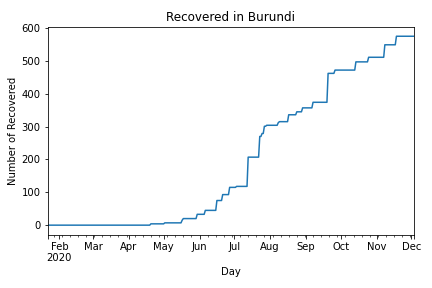 Recovered in Burundi
600
500
400
300
200
100
0
Number of Recovered
Feb Mar Apr May Jun Jul Aug Sep Oct Nov Dec
2020
Day